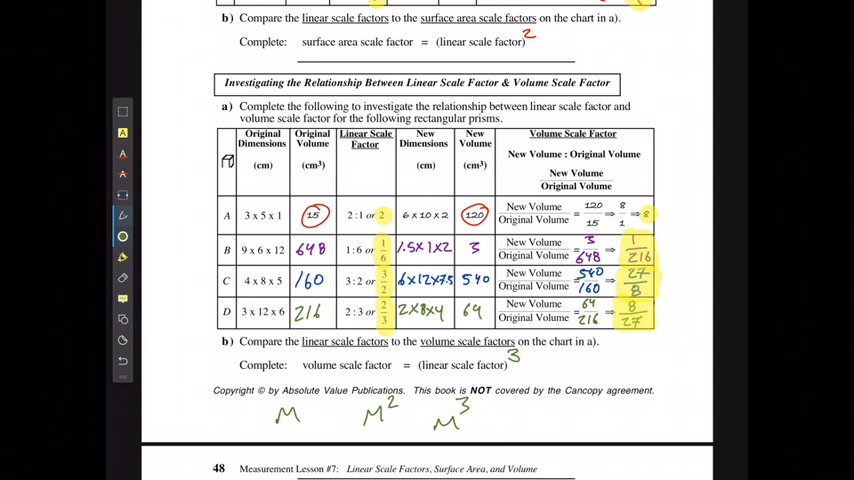 b) Compare the linear scale factors to the surface area scale factors on the chart in a).
Complete: surface area scale factor = (linear scale factor)2
Investigating the Relationship Between Linear Scale Factor & Volume Scale Factor
a) Complete the following to investigate the relationship between linear scale factor and
volume scale factor for the following rectangular prisms.
Original Dimensions (cm) Original Volume (cm³) Linear Scale Factor New Dimensions (cm) New Volume (cm³) Volume Scale Factor New Volume : Original Volume New Volume / Original Volume
A 3 x 5 x 1 15 2:1 or 2 6 x 10 x 2 120 New Volume / Original Volume = 120/15 ⇒ 8/1 ⇒ 8
B 9 x 6 x 12 648 1:6 or 1/6 1.5 x 1 x 2 3 New Volume / Original Volume = 3/648 ⇒ 1/216
C 4 x 8 x 5 160 3:2 or 3/2 6 x 12 x 7.5 540 New Volume / Original Volume = 540/160 ⇒ 27/8
D 3 x 12 x 6 216 2:3 or 2/3 2 x 8 x 4 64 New Volume / Original Volume = 64/216 ⇒ 8/27
b) Compare the linear scale factors to the volume scale factors on the chart in a).
Complete: volume scale factor = (linear scale factor)3
Copyright © by Absolute Value Publications. This book is NOT covered by the Cancopy agreement.
M M² M³
48 Measurement Lesson #7: Linear Scale Factors, Surface Area, and Volume